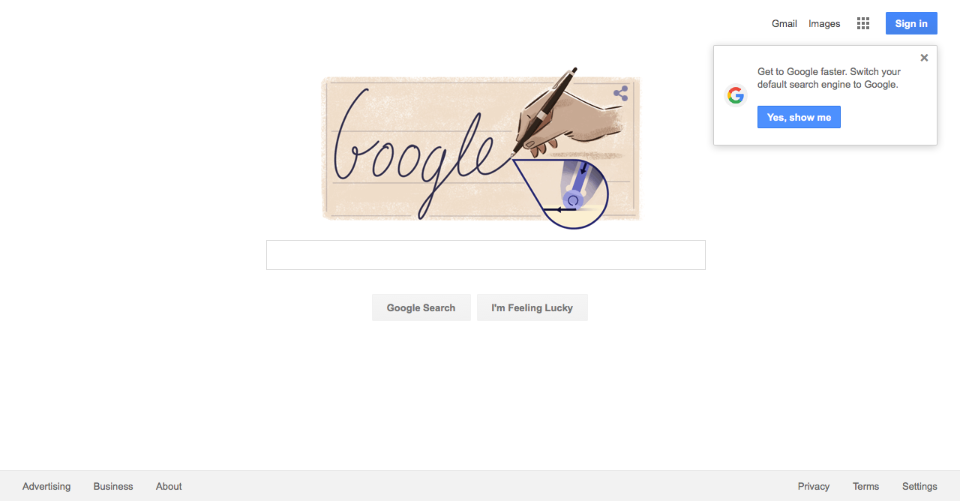 Gmail Images Sign in
Get to Google faster. Switch your
default search engine to Google.
Yes, show me
Google
Google Search I'm Feeling Lucky
Advertising Business About Privacy Terms Settings